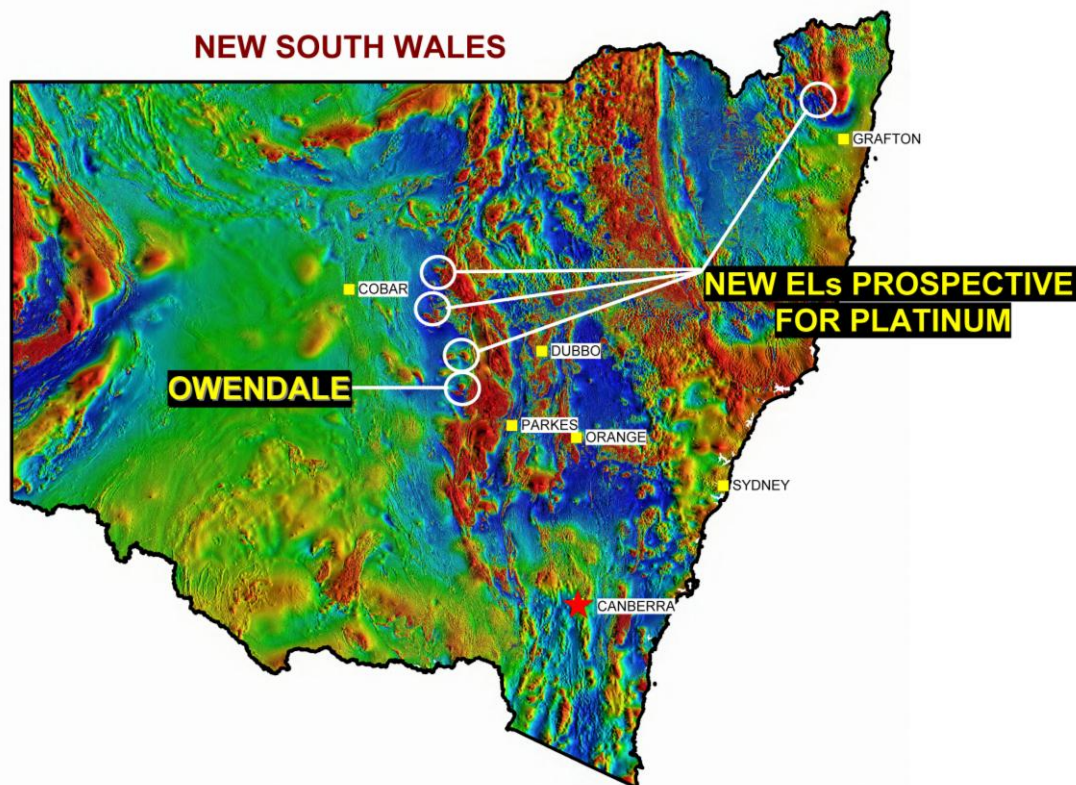 NEW SOUTH WALES
GRAFTON
NEW ELs PROSPECTIVE
FOR PLATINUM
COBAR
DUBBO
OWENDALE
PARKES
ORANGE
SYDNEY
CANBERRA